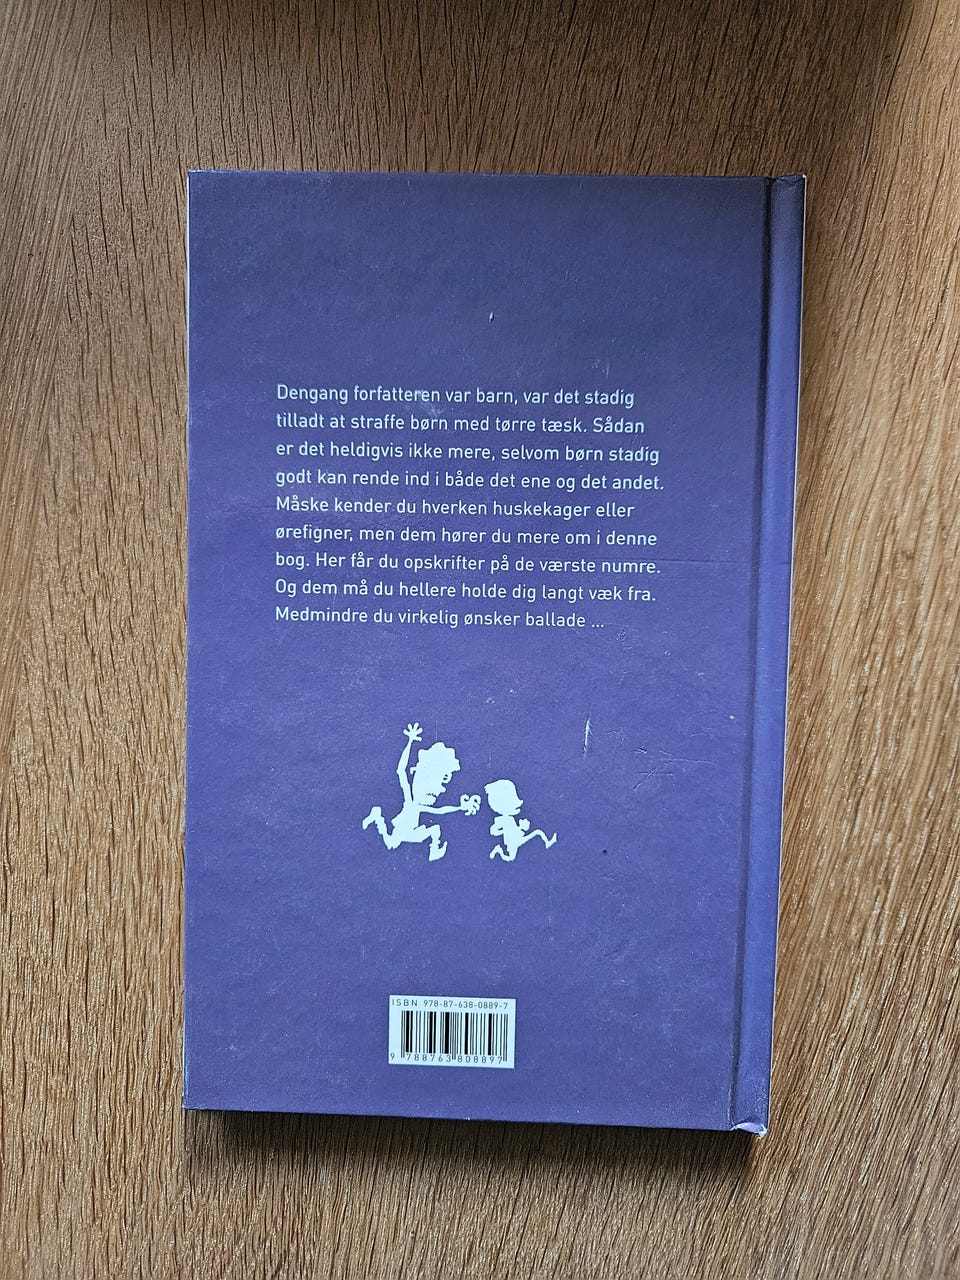 Dengang forfatteren var barn, var det stadig
tilladt at straffe børn med tørre tæsk. Sådan
er det heldigvis ikke mere, selvom børn stadig
godt kan rende ind i både det ene og det andet.
Måske kender du hverken huskekager eller
ørefigner, men dem hører du mere om i denne
bog. Her får du opskrifter på de værste numre.
Og dem må du hellere holde dig langt væk fra.
Medmindre du virkelig ønsker ballade ...
ISBN 978-87-638-0889-7
9 788763 808897